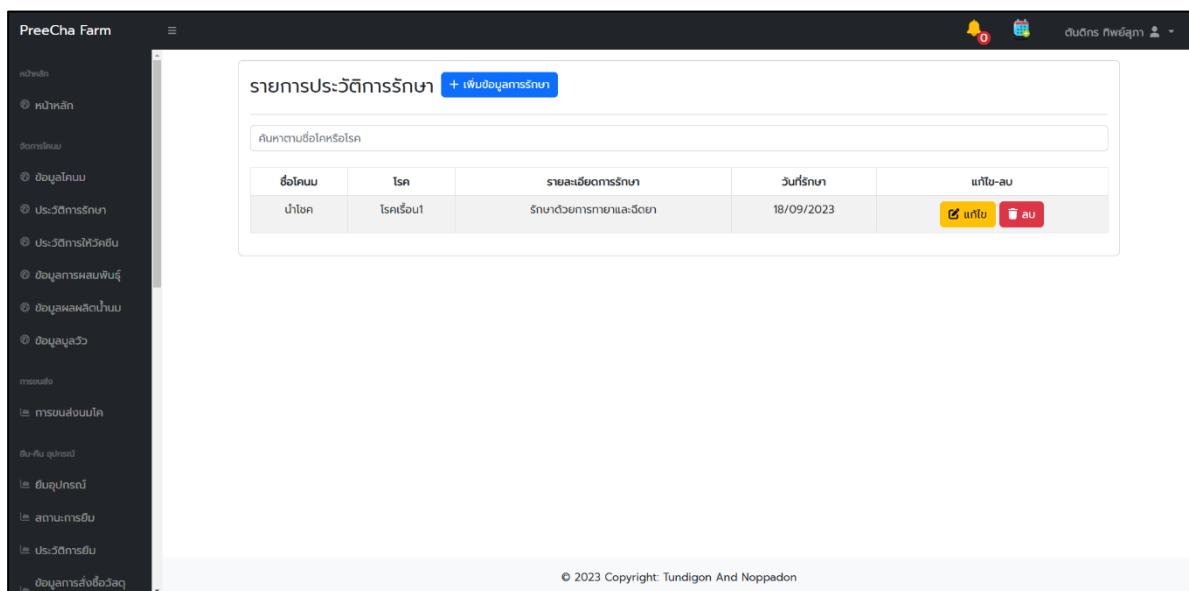 PreeCha Farm
0
ตันติกร ทิพย์สุภา
หน้าหลัก
หน้าหลัก
จัดการโคนม
ข้อมูลโคนม
ประวัติการรักษา
ประวัติการให้วัคซีน
ข้อมูลการผสมพันธุ์
ข้อมูลผลผลิตน้ำนม
ข้อมูลมูลวัว
การขนส่ง
การขนส่งนมโค
ยืม-คืน อุปกรณ์
ยืมอุปกรณ์
สถานะการยืม
ประวัติการยืม
ข้อมูลการสั่งซื้อวัสดุ
รายการประวัติการรักษา + เพิ่มข้อมูลการรักษา
ค้นหาตามชื่อโคหรือโรค
ชื่อโคนม โรค รายละเอียดการรักษา วันที่รักษา แก้ไข-ลบ
นำโชค โรคเรื้อน1 รักษาด้วยการทายาและฉีดยา 18/09/2023 แก้ไข ลบ
© 2023 Copyright: Tundigon And Noppadon